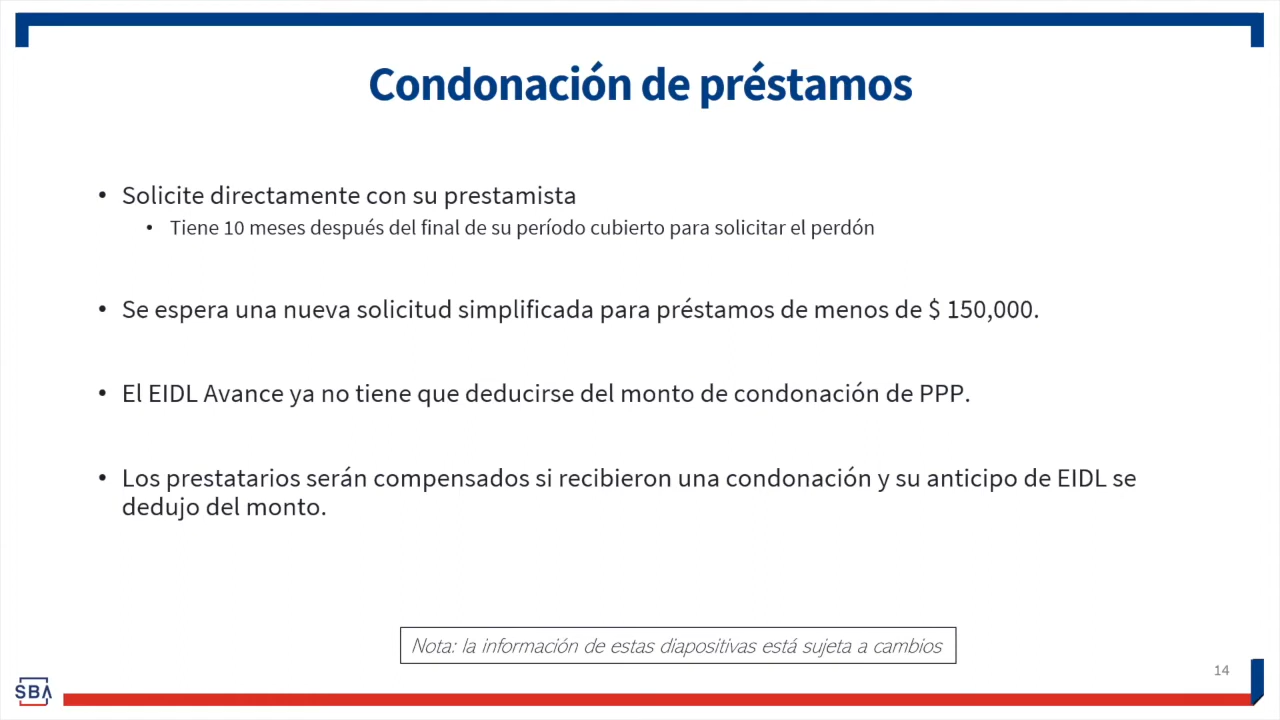 Condonación de préstamos
• Solicite directamente con su prestamista
• Tiene 10 meses después del final de su período cubierto para solicitar el perdón
• Se espera una nueva solicitud simplificada para préstamos de menos de $ 150,000.
• El EIDL Avance ya no tiene que deducirse del monto de condonación de PPP.
• Los prestatarios serán compensados si recibieron una condonación y su anticipo de EIDL se
dedujo del monto.
Nota: la información de estas diapositivas está sujeta a cambios
14
SBA